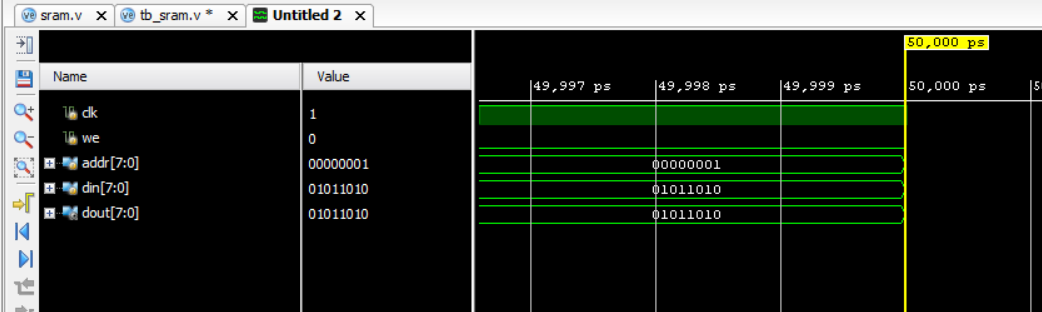 sram.v X tb_sram.v * X Untitled 2 X
50,000 ps
Name Value
49,997 ps 49,998 ps 49,999 ps 50,000 ps 5
clk 1
we 0
addr[7:0] 00000001 00000001
din[7:0] 01011010 01011010
dout[7:0] 01011010 01011010